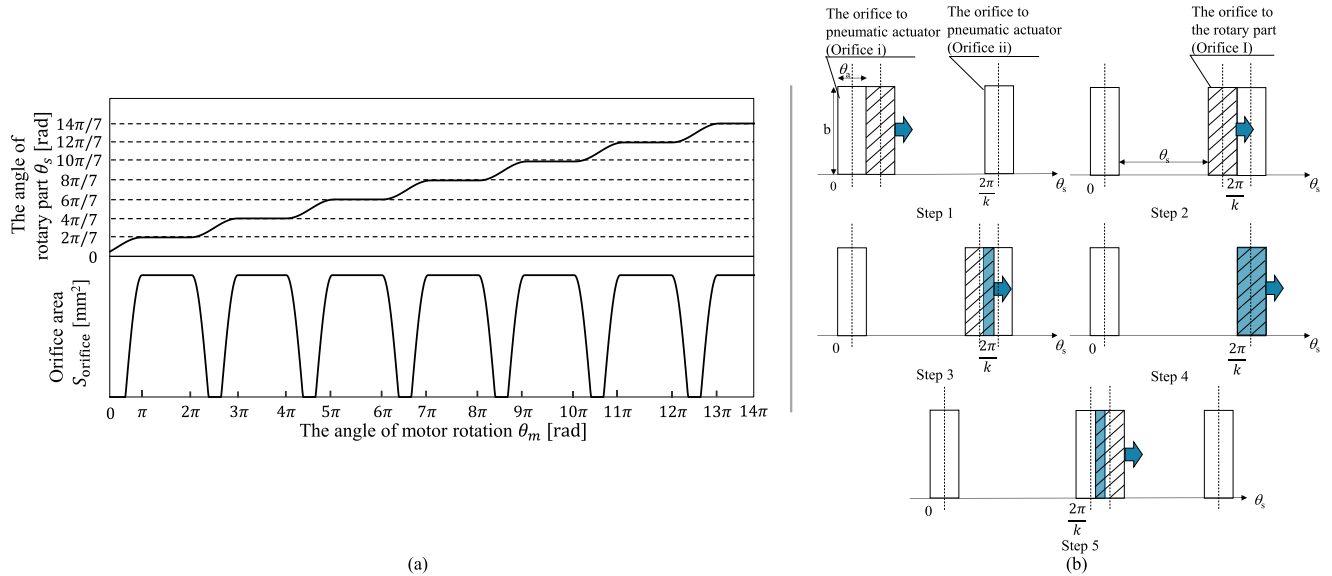 (a)
The angle of
rotary part θs [rad]
14π/7
12π/7
10π/7
8π/7
6π/7
4π/7
2π/7
0
Orifice area
Sorifice [mm²]
0 π 2π 3π 4π 5π 6π 7π 8π 9π 10π 11π 12π 13π 14π
The angle of motor rotation θm [rad]
(a)
(b)
The orifice to
pneumatic actuator
(Orifice i)
The orifice to
pneumatic actuator
(Orifice ii)
θa
b
0
2π
k
θs
Step 1
The orifice to
the rotary part
(Orifice I)
θs
0
2π
k
θs
Step 2
0
2π
k
θs
Step 3
0
2π
k
θs
Step 4
0
2π
k
θs
Step 5
(b)